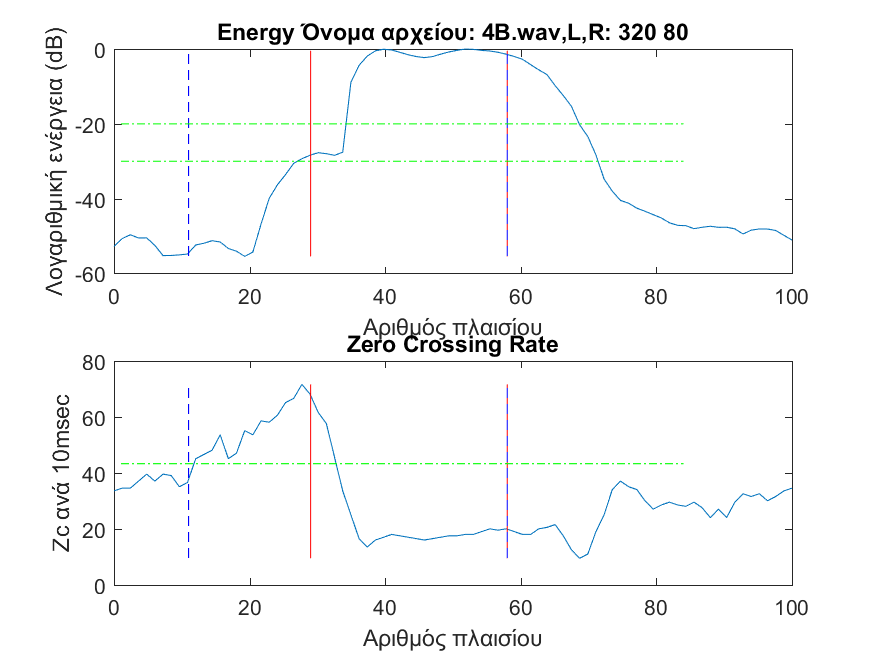 Energy Όνομα αρχείου: 4B.wav,L,R: 320 80
Λογαριθμική ενέργεια (dB)
0
-20
-40
-60
0 20 40 60 80 100
Αριθμός πλαισίου
Zero Crossing Rate
Zc ανά 10msec
80
60
40
20
0
0 20 40 60 80 100
Αριθμός πλαισίου